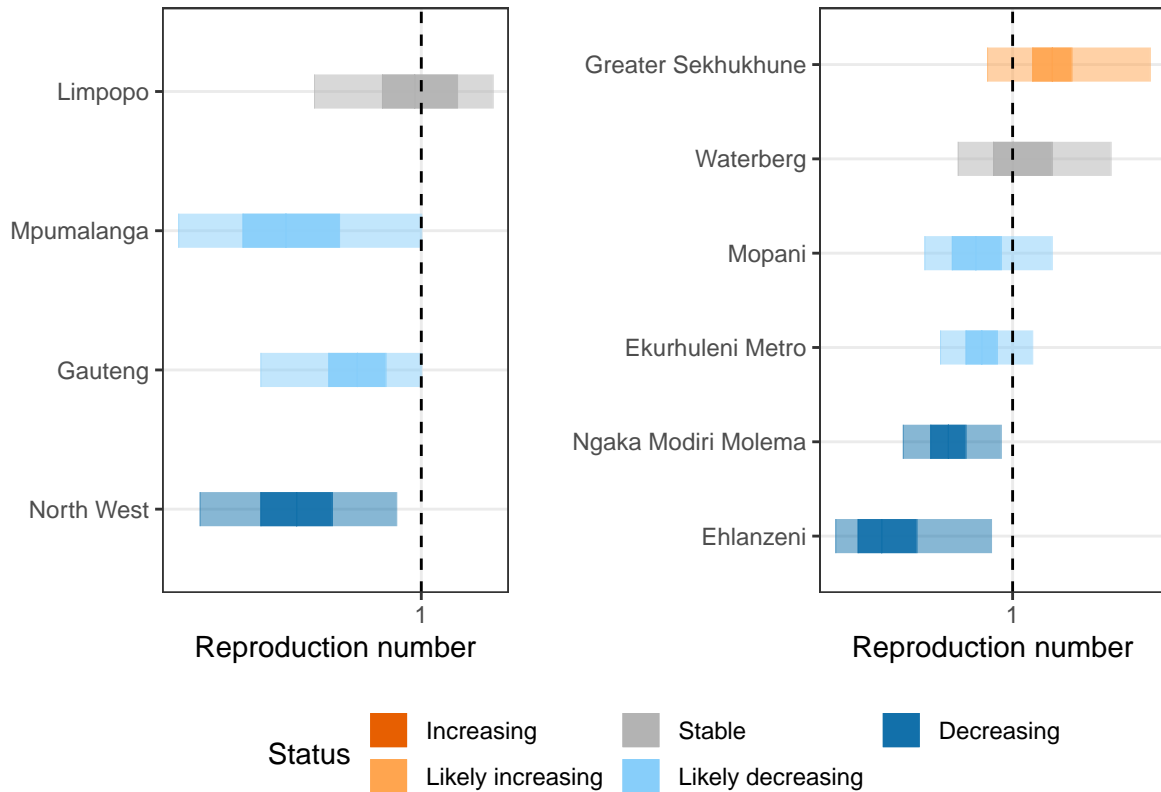 Limpopo
Mpumalanga
Gauteng
North West
1
Reproduction number
Greater Sekhukhune
Waterberg
Mopani
Ekurhuleni Metro
Ngaka Modiri Molema
Ehlanzeni
1
Reproduction number
Status
Increasing
Stable
Decreasing
Likely increasing
Likely decreasing